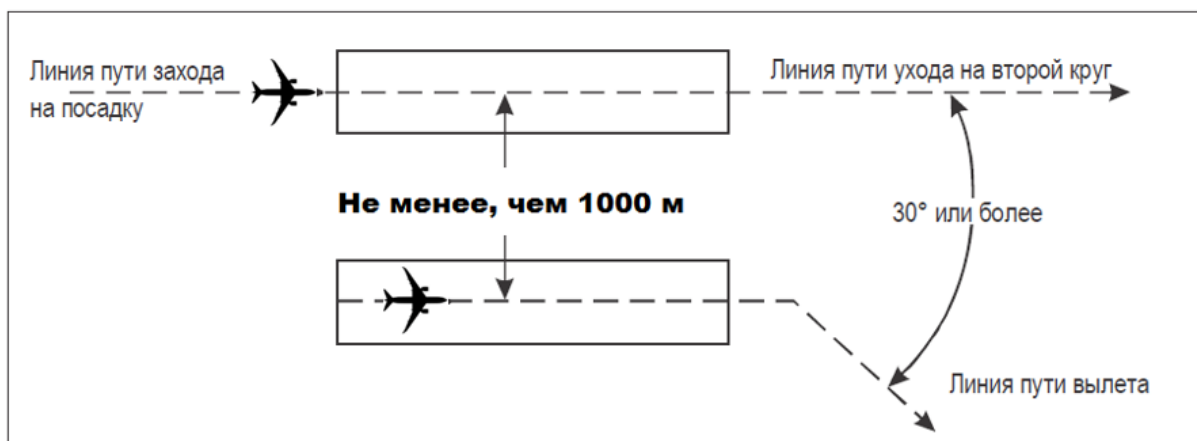 Линия пути захода
на посадку
Линия пути ухода на второй круг
Не менее, чем 1000 м
30° или более
Линия пути вылета